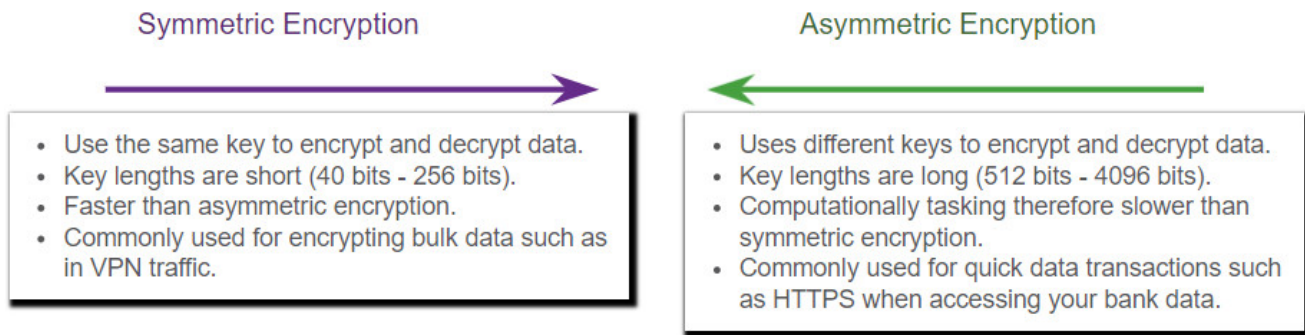 Symmetric Encryption
Asymmetric Encryption
• Use the same key to encrypt and decrypt data.
• Key lengths are short (40 bits - 256 bits).
• Faster than asymmetric encryption.
• Commonly used for encrypting bulk data such as
in VPN traffic.
• Uses different keys to encrypt and decrypt data.
• Key lengths are long (512 bits - 4096 bits).
• Computationally tasking therefore slower than
symmetric encryption.
• Commonly used for quick data transactions such
as HTTPS when accessing your bank data.